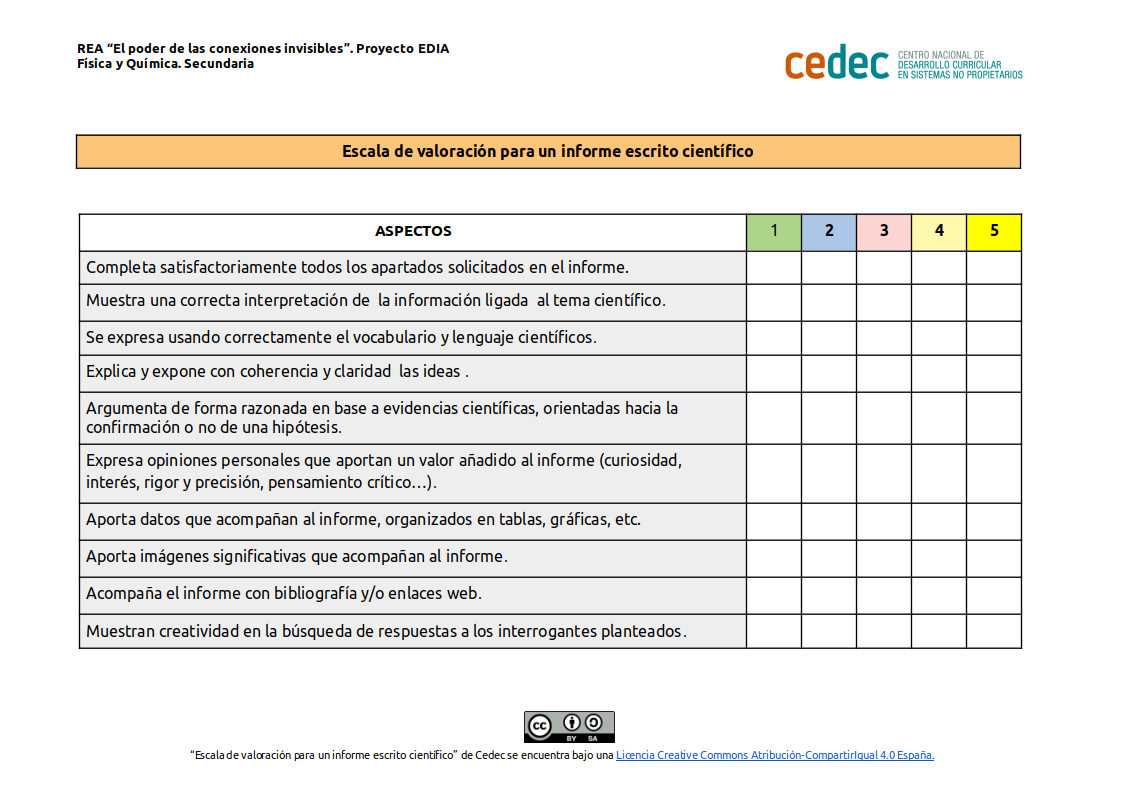 REA “El poder de las conexiones invisibles”. Proyecto EDIA
Física y Química. Secundaria
cedec
CENTRO NACIONAL DE
DESARROLLO CURRICULAR
EN SISTEMAS NO PROPIETARIOS
Escala de valoración para un informe escrito científico
ASPECTOS 1 2 3 4 5
Completa satisfactoriamente todos los apartados solicitados en el informe.
Muestra una correcta interpretación de  la información ligada  al tema científico.
Se expresa usando correctamente el vocabulario y lenguaje científicos.
Explica y expone con coherencia y claridad  las ideas .
Argumenta de forma razonada en base a evidencias científicas, orientadas hacia la
confirmación o no de una hipótesis.
Expresa opiniones personales que aportan un valor añadido al informe (curiosidad,
interés, rigor y precisión, pensamiento crítico…).
Aporta datos que acompañan al informe, organizados en tablas, gráficas, etc.
Aporta imágenes significativas que acompañan al informe.
Acompaña el informe con bibliografía y/o enlaces web.
Muestran creatividad en la búsqueda de respuestas a los interrogantes planteados.
cc
BY SA
“Escala de valoración para un informe escrito científico” de Cedec se encuentra bajo una Licencia Creative Commons Atribución-CompartirIgual 4.0 España.